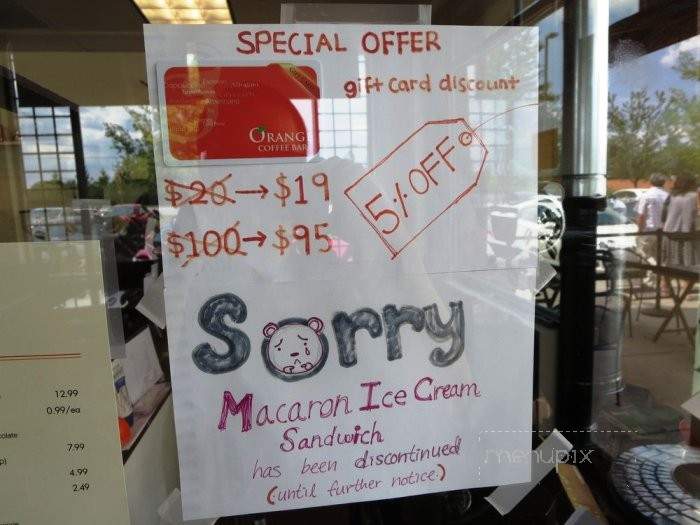 SPECIAL OFFER
gift card discount
ORANGE
COFFEE BAR
$20 → $19
$100 → $95
5% OFF
Sorry
Macaron Ice Cream
Sandwich
has been discontinued
(until further notice.)
12.99
0.99/ea
7.99
4.99
2.49
menupix